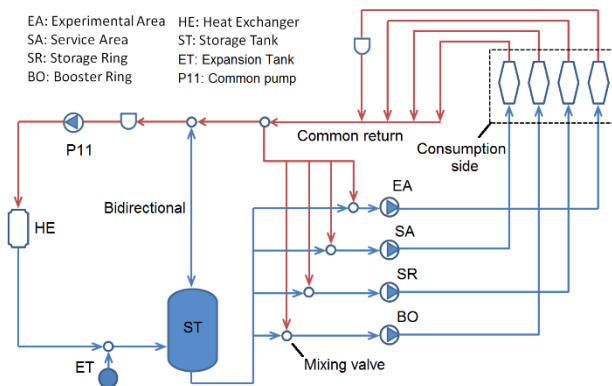 EA: Experimental Area
HE: Heat Exchanger
SA: Service Area
ST: Storage Tank
SR: Storage Ring
ET: Expansion Tank
BO: Booster Ring
P11: Common pump
P11
Common return
Consumption
side
Bidirectional
EA
HE
SA
SR
ST
BO
ET
Mixing valve